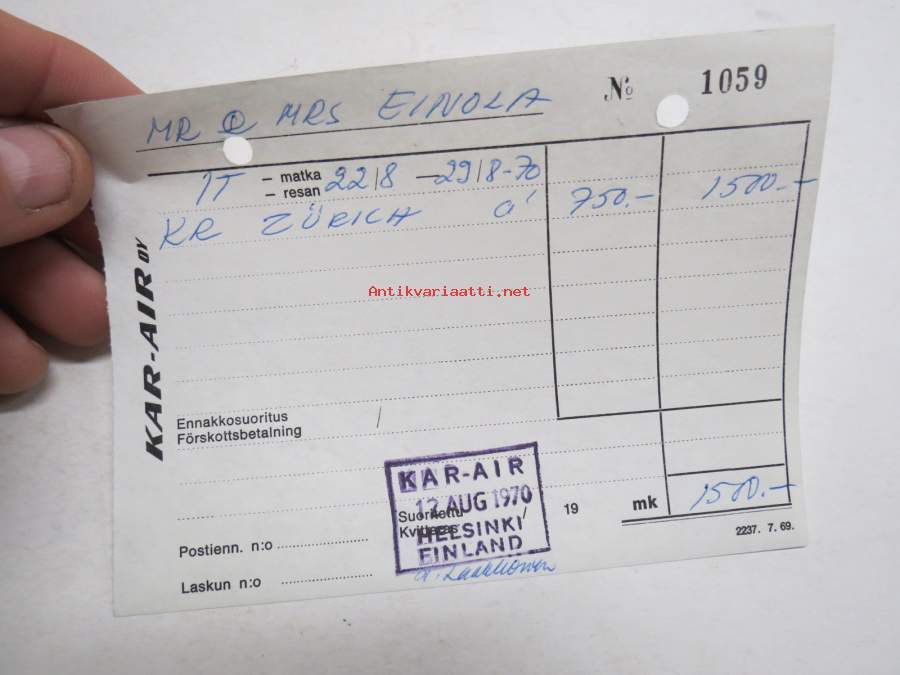 MR & MRS EINOLA
No 1059
IT - matka 22/8 - 29/8-70
- resan
KR ZÜRICH á 750.- 1500.-
KAR-AIR OY
Antikvariaatti.net
Ennakkosuoritus /
Förskottsbetalning
KAR-AIR
12 AUG 1970
HELSINKI
FINLAND
Suoritettu / 19 mk 1500.-
Kvitteras
2237. 7. 69.
Postienn. n:o
Laskun n:o